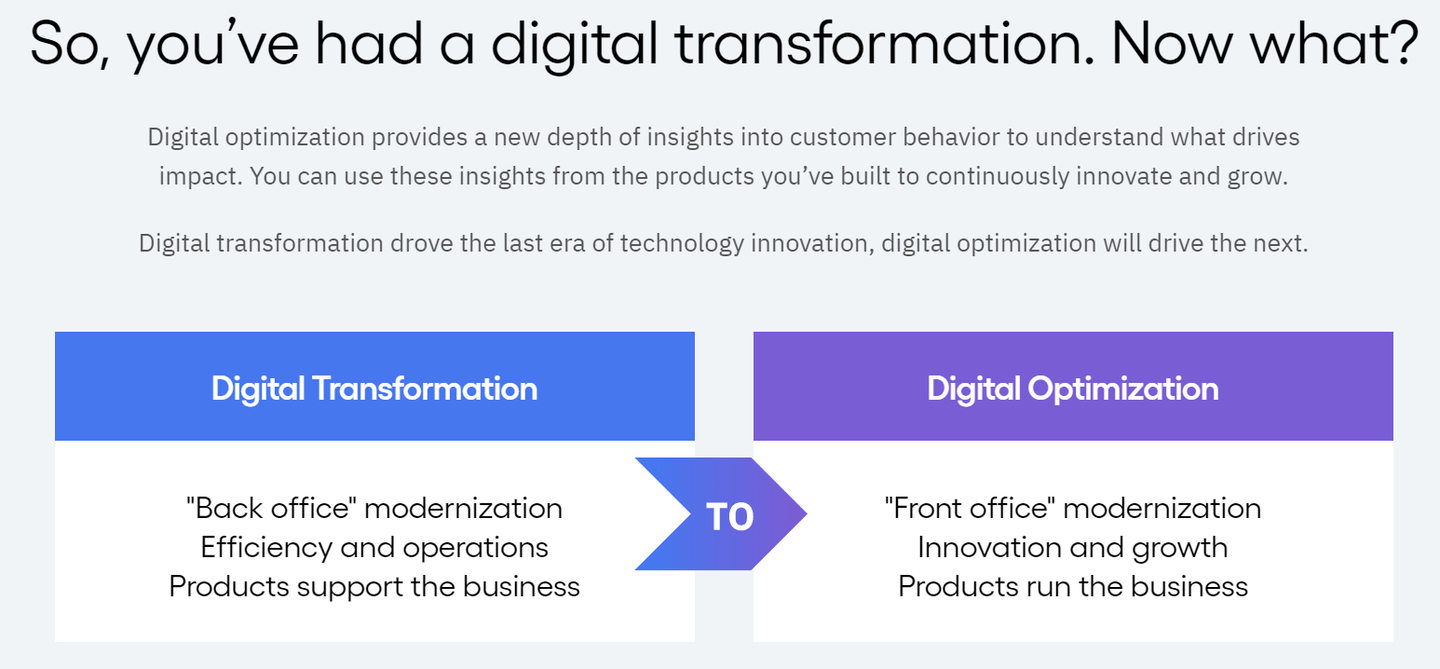 So, you’ve had a digital transformation. Now what?
Digital optimization provides a new depth of insights into customer behavior to understand what drives
impact. You can use these insights from the products you’ve built to continuously innovate and grow.
Digital transformation drove the last era of technology innovation, digital optimization will drive the next.
Digital Transformation
"Back office" modernization
Efficiency and operations
Products support the business
TO
Digital Optimization
"Front office" modernization
Innovation and growth
Products run the business